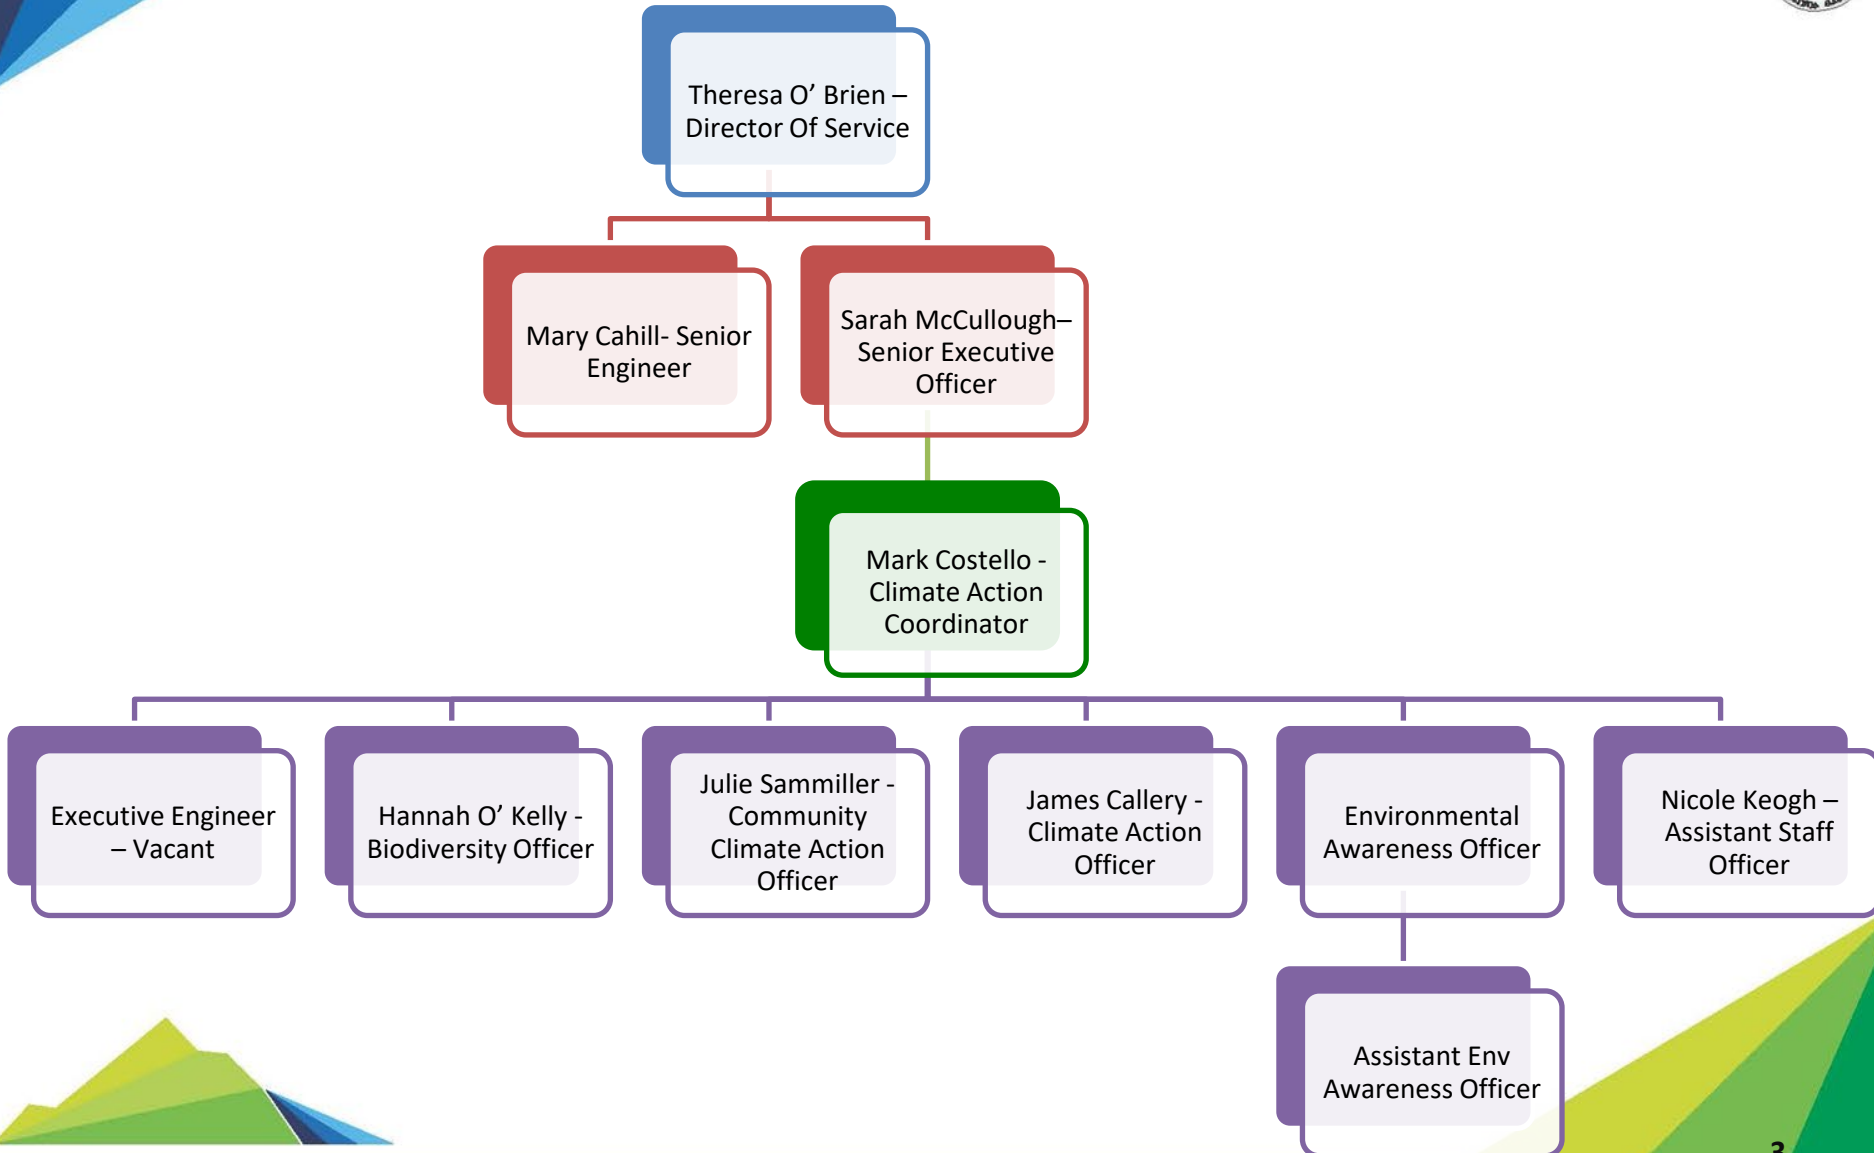 Theresa O’ Brien –
Director Of Service
Mary Cahill- Senior
Engineer
Sarah McCullough–
Senior Executive
Officer
Mark Costello -
Climate Action
Coordinator
Executive Engineer
– Vacant
Hannah O’ Kelly -
Biodiversity Officer
Julie Sammiller -
Community
Climate Action
Officer
James Callery -
Climate Action
Officer
Environmental
Awareness Officer
Nicole Keogh –
Assistant Staff
Officer
Assistant Env
Awareness Officer
3